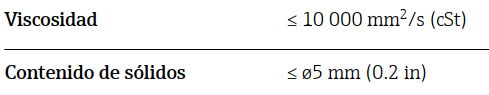 Viscosidad ≤ 10 000 mm²/s (cSt)
Contenido de sólidos ≤ ø5 mm (0.2 in)